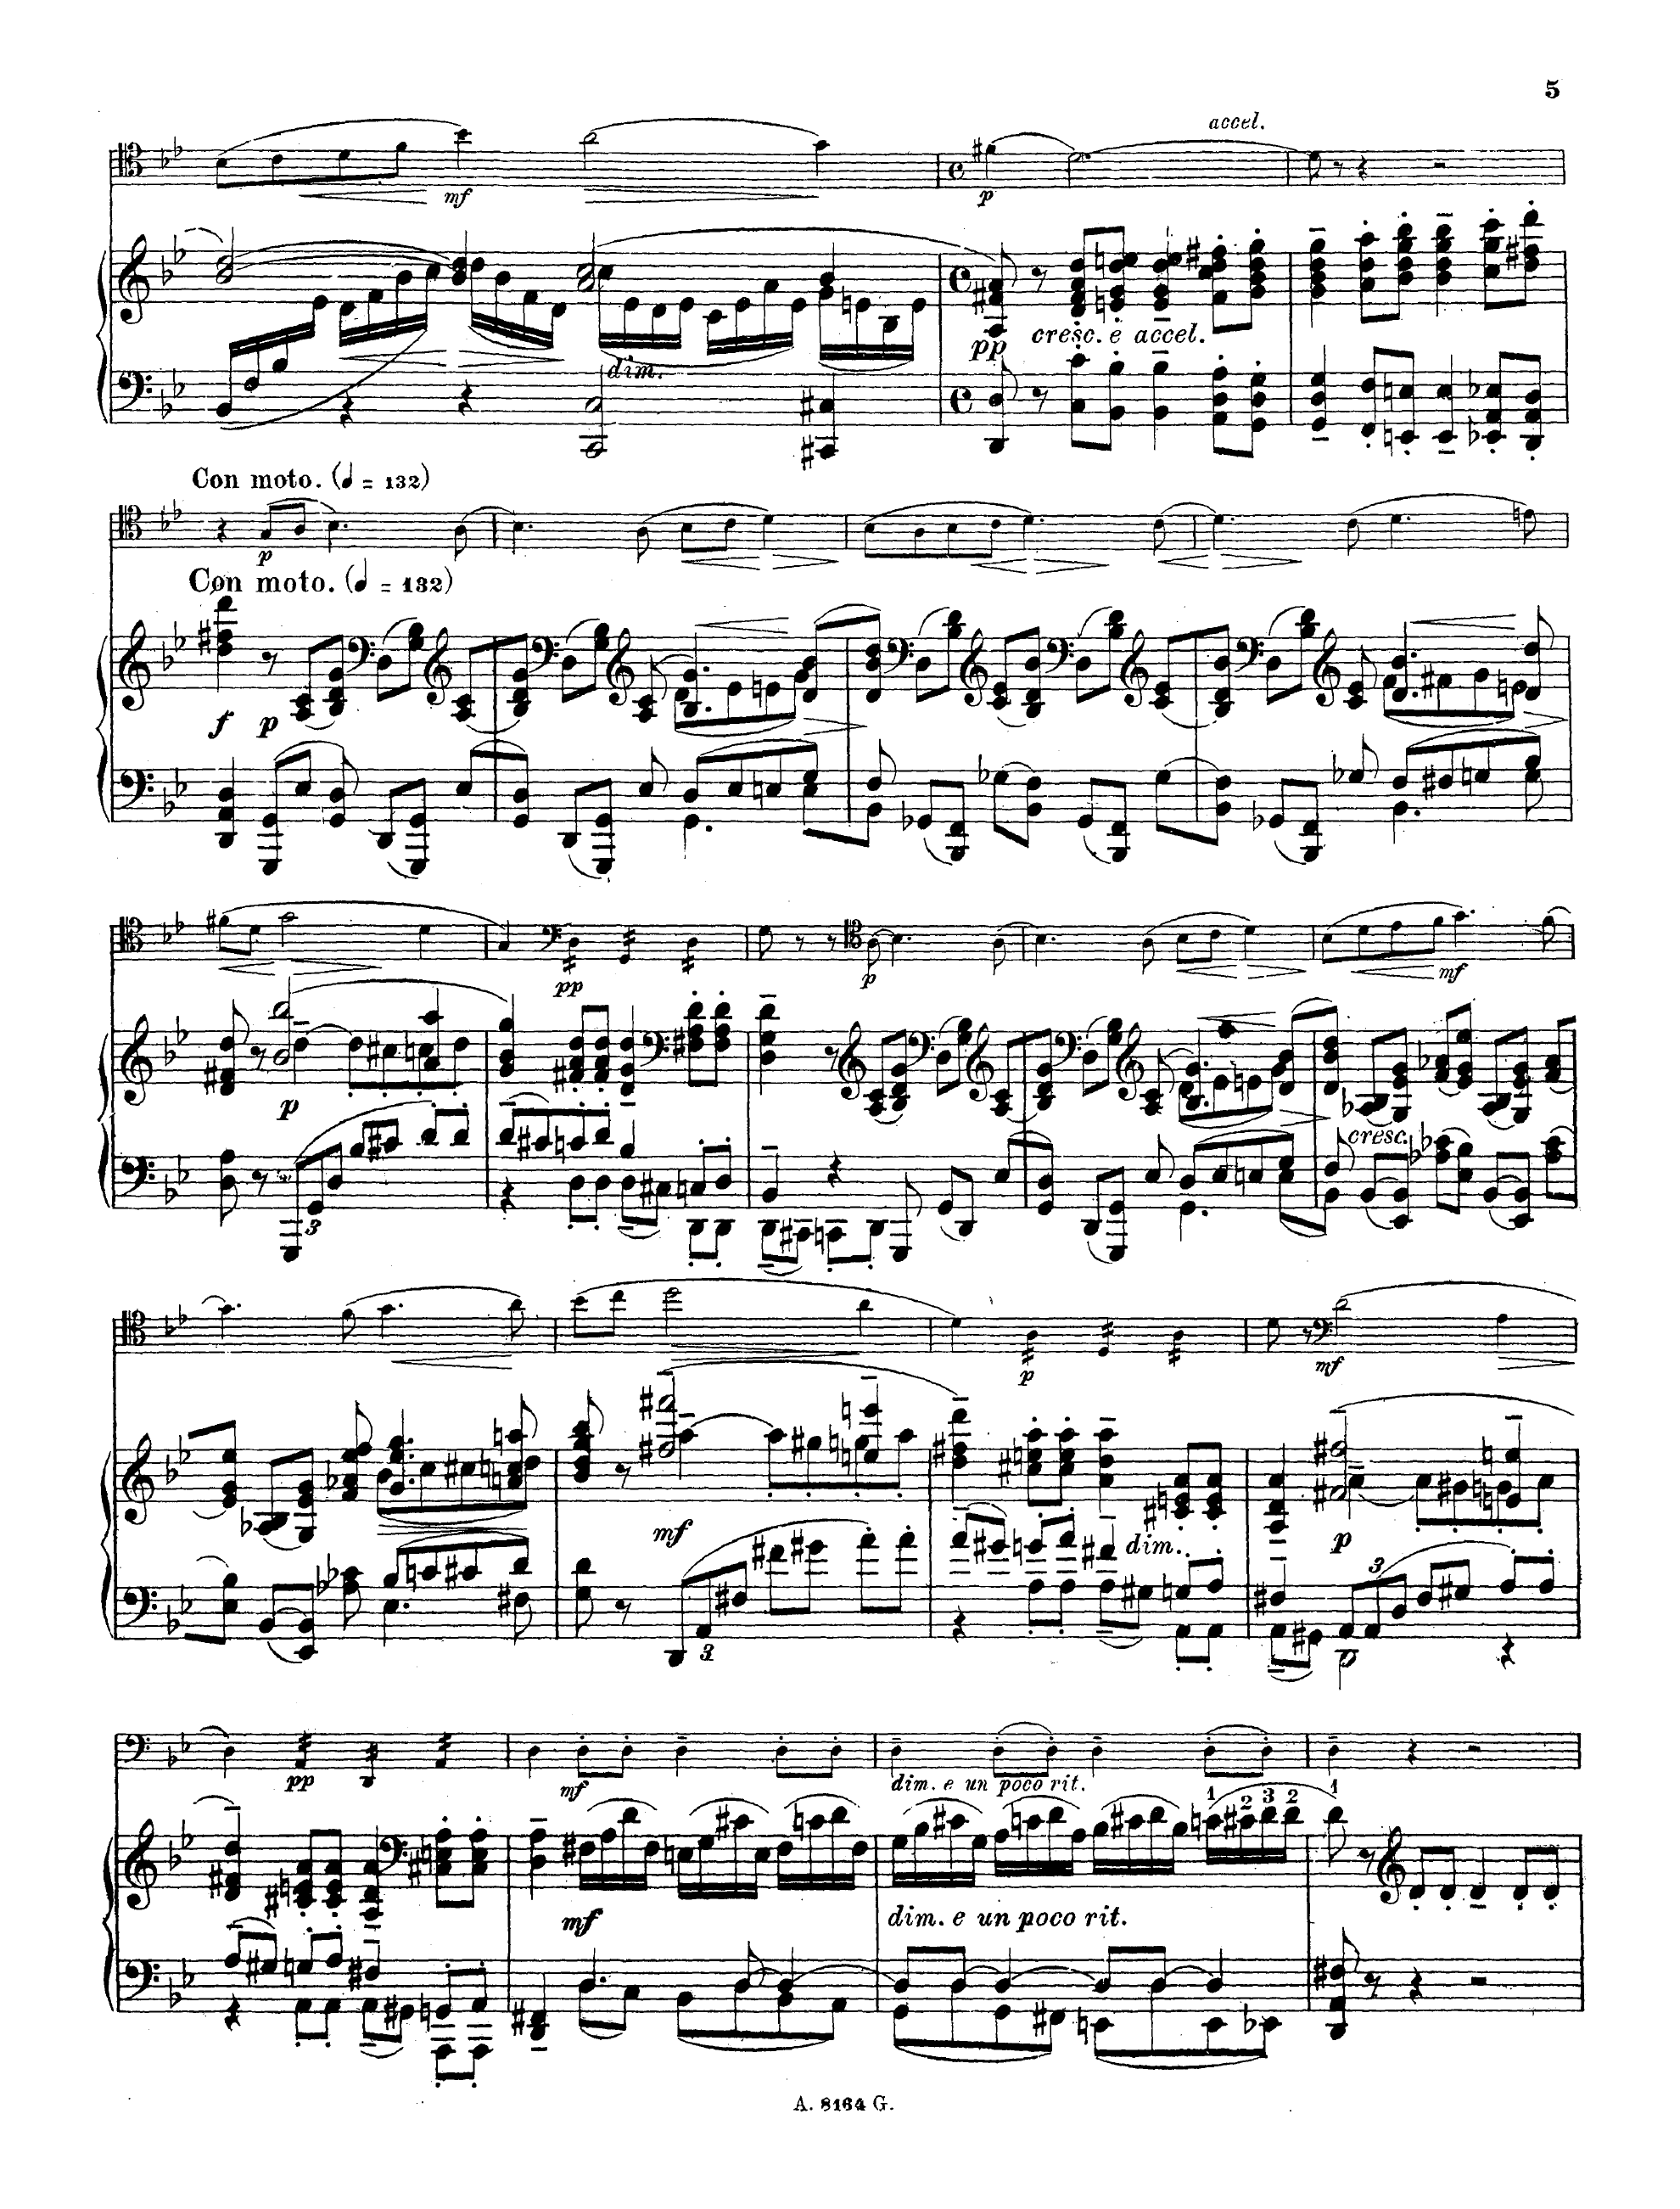 5
accel.
mf
p
dim.
pp cresc. e accel.
Con moto. (♩ = 132)
p
Con moto. (♩ = 132)
f p
pp p mf
p
3
cresc.
p mf
mf dim. p
3 3
pp mf dim. e un poco rit.
1 2 3 2 1
mf dim. e un poco rit.
A. 8164 G.